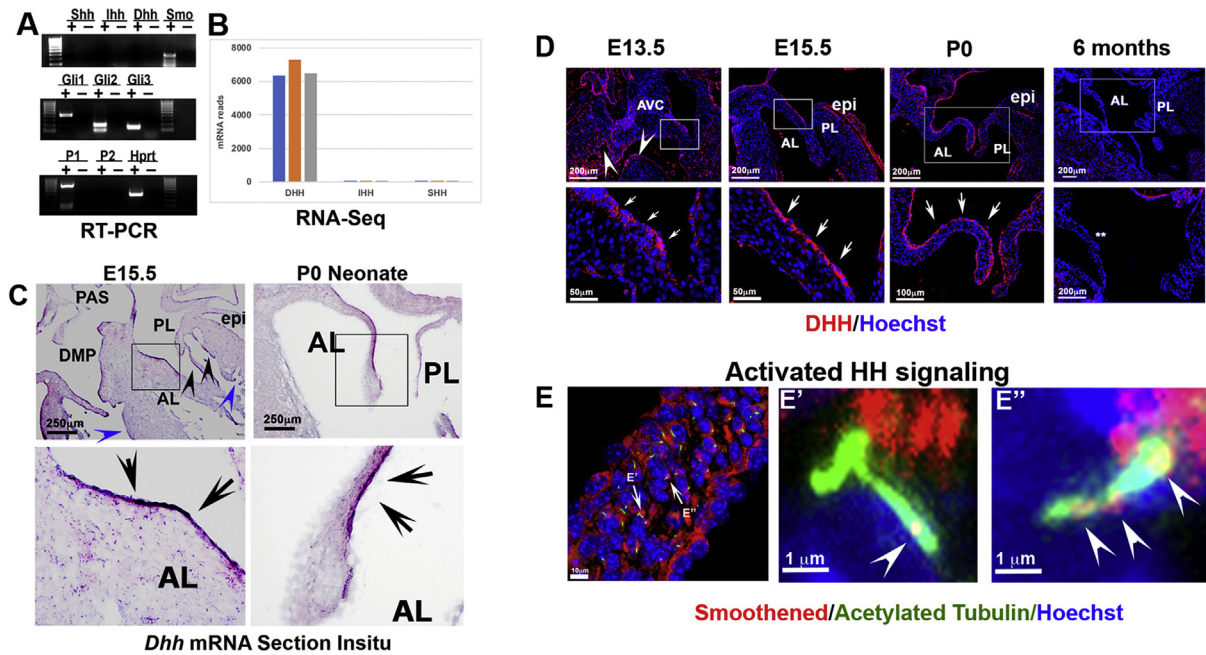 A
Shh Ihh Dhh Smo
+ − + − + − + −
Gli1 Gli2 Gli3
+ − + − + −
P1 P2 Hprt
+ − + − + −
RT-PCR
B
8000
6000
4000
2000
0
mRNA reads
DHH IHH SHH
RNA-Seq
C
E15.5 P0 Neonate
PAS
PL
epi
DMP
AL
250µm
AL
PL
250µm
AL
AL
Dhh mRNA Section Insitu
D
E13.5 E15.5 P0 6 months
AVC
200µm
epi
PL
AL
200µm
epi
AL
PL
200µm
AL
PL
200µm
50µm
50µm
100µm
**
200µm
DHH/Hoechst
Activated HH signaling
E
E'
E"
10µm
E'
1 µm
E"
1 µm
Smoothened/Acetylated Tubulin/Hoechst